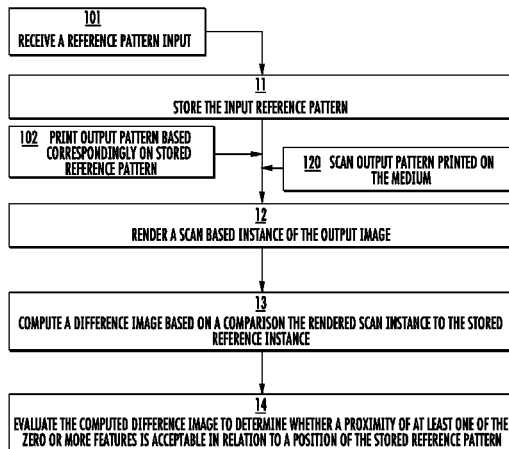 101
RECEIVE A REFERENCE PATTERN INPUT
11
STORE THE INPUT REFERENCE PATTERN
102 PRINT OUTPUT PATTERN BASED
CORRESPONDINGLY ON STORED
REFERENCE PATTERN
120 SCAN OUTPUT PATTERN PRINTED ON
THE MEDIUM
12
RENDER A SCAN BASED INSTANCE OF THE OUTPUT IMAGE
13
COMPUTE A DIFFERENCE IMAGE BASED ON A COMPARISON THE RENDERED SCAN INSTANCE TO THE STORED
REFERENCE INSTANCE
14
EVALUATE THE COMPUTED DIFFERENCE IMAGE TO DETERMINE WHETHER A PROXIMITY OF AT LEAST ONE OF THE
ZERO OR MORE FEATURES IS ACCEPTABLE IN RELATION TO A POSITION OF THE STORED REFERENCE PATTERN